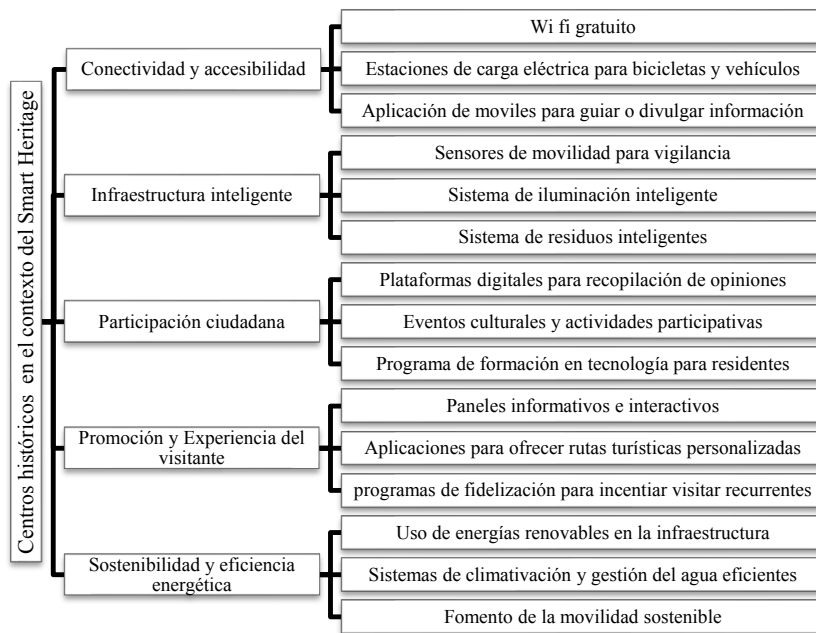 Centros históricos en el contexto del Smart Heritage
Conectividad y accesibilidad
Wi fi gratuito
Estaciones de carga eléctrica para bicicletas y vehículos
Aplicación de moviles para guiar o divulgar información
Infraestructura inteligente
Sensores de movilidad para vigilancia
Sistema de iluminación inteligente
Sistema de residuos inteligentes
Participación ciudadana
Plataformas digitales para recopilación de opiniones
Eventos culturales y actividades participativas
Programa de formación en tecnología para residentes
Promoción y Experiencia del
visitante
Paneles informativos e interactivos
Aplicaciones para ofrecer rutas turísticas personalizadas
programas de fidelización para incentiar visitar recurrentes
Sostenibilidad y eficiencia
energética
Uso de energías renovables en la infraestructura
Sistemas de climativación y gestión del agua eficientes
Fomento de la movilidad sostenible